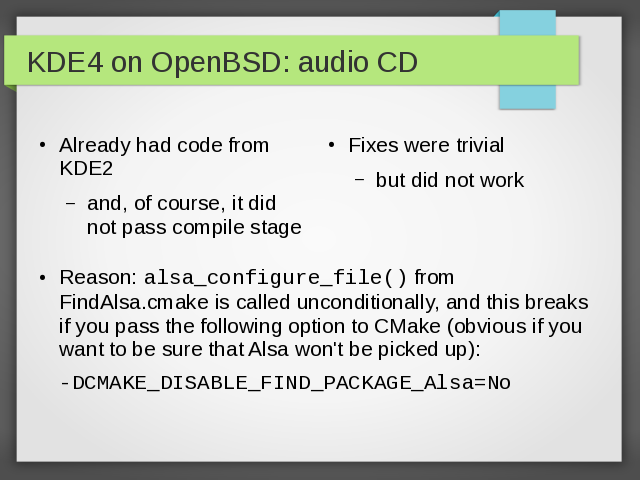 KDE4 on OpenBSD: audio CD
• Already had code from
KDE2
– and, of course, it did
not pass compile stage
• Fixes were trivial
– but did not work
• Reason: alsa_configure_file() from
FindAlsa.cmake is called unconditionally, and this breaks
if you pass the following option to CMake (obvious if you
want to be sure that Alsa won't be picked up):
-DCMAKE_DISABLE_FIND_PACKAGE_Alsa=No